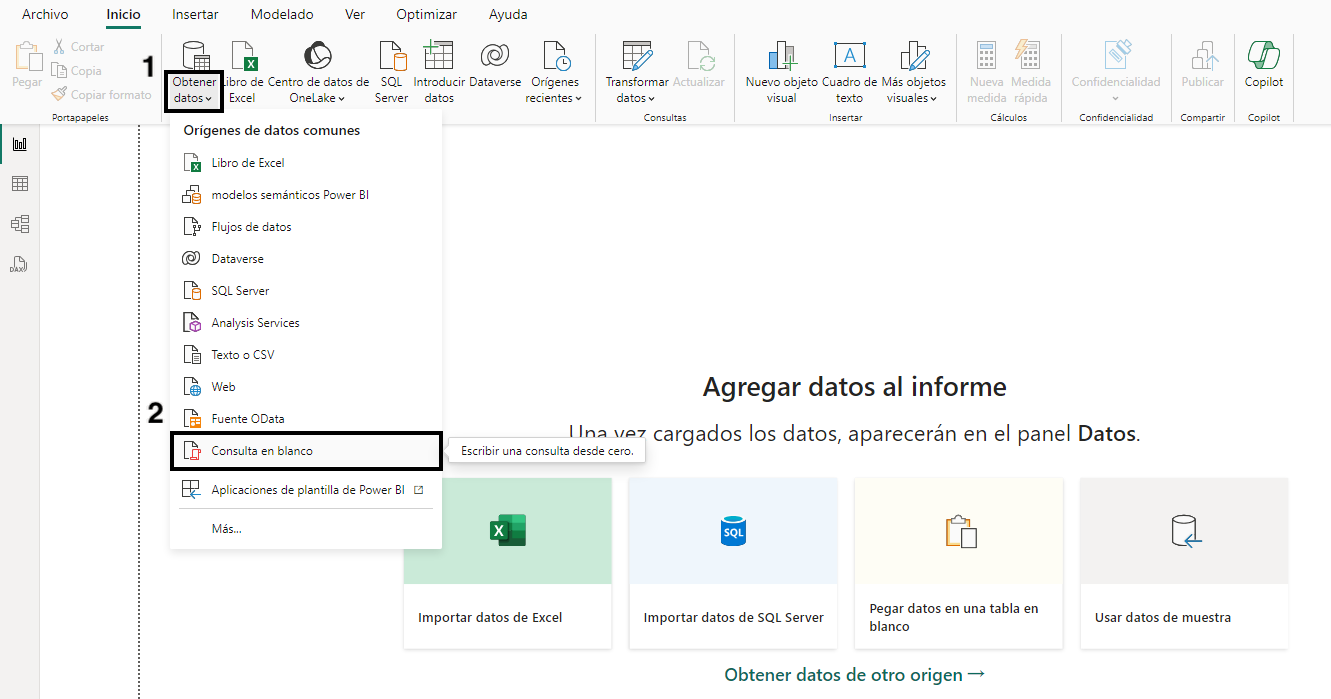 Archivo Inicio Insertar Modelado Ver Optimizar Ayuda
Pegar
Cortar
Copia
Copiar formato
Portapapeles
1
Obtener
datos
Libro de
Excel
Centro de datos de
OneLake
SQL
Server
Introducir
datos
Dataverse
Orígenes
recientes
Transformar
datos
Actualizar
Consultas
Nuevo objeto
visual
Cuadro de
texto
Más objetos
visuales
Insertar
Nueva
medida
Medida
rápida
Cálculos
Confidencialidad
Confidencialidad
Publicar
Compartir
Copilot
Copilot
DAX
Orígenes de datos comunes
Libro de Excel
modelos semánticos Power BI
Flujos de datos
Dataverse
SQL Server
Analysis Services
Texto o CSV
Web
Fuente OData
2
Consulta en blanco
Escribir una consulta desde cero.
Aplicaciones de plantilla de Power BI
Más...
Agregar datos al informe
Una vez cargados los datos, aparecerán en el panel Datos.
Importar datos de Excel
SQL
Importar datos de SQL Server
Pegar datos en una tabla en
blanco
Usar datos de muestra
Obtener datos de otro origen →